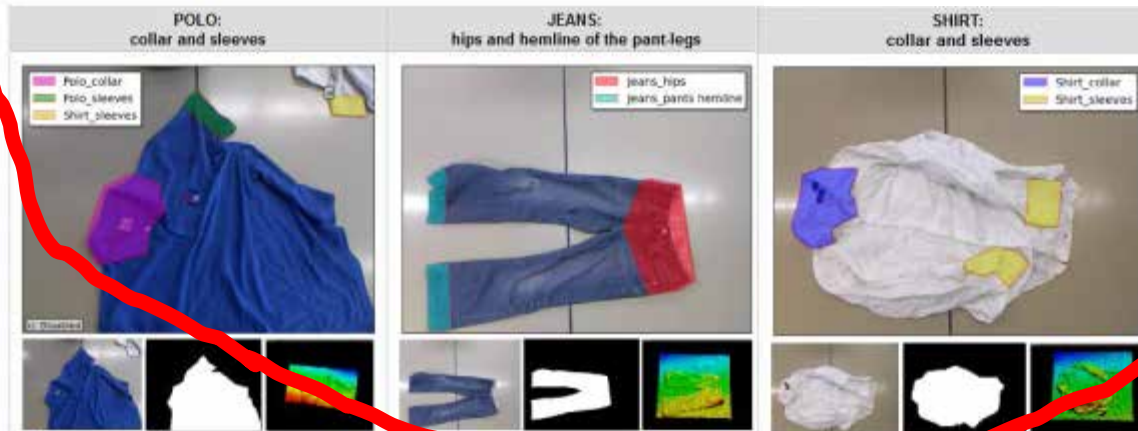 POLO:
collar and sleeves
JEANS:
hips and hemline of the pant-legs
SHIRT:
collar and sleeves
Polo_collar
Polo_sleeves
Shirt_sleeves
jeans_hips
jeans_pants hemline
Shirt_collar
Shirt_sleeves